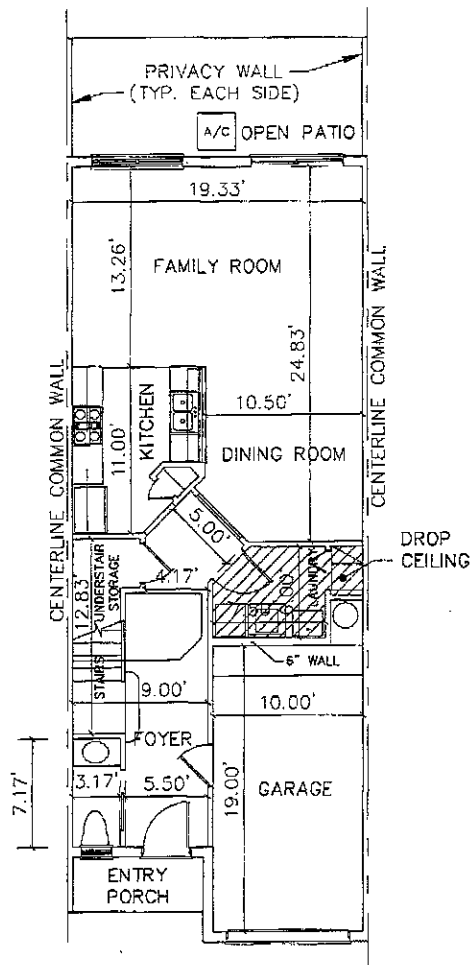 PRIVACY WALL
(TYP. EACH SIDE)
A/C OPEN PATIO
19.33'
13.26'
FAMILY ROOM
24.83'
CENTERLINE COMMON WALL
CENTERLINE COMMON WALL
KITCHEN
11.00'
10.50'
DINING ROOM
5.00'
DROP
CEILING
LAUNDRY
4.17'
12.83'
UNDERSTAIR
STORAGE
STAIRS
6" WALL
9.00'
10.00'
FOYER
7.17'
3.17'
5.50'
19.00'
GARAGE
ENTRY
PORCH